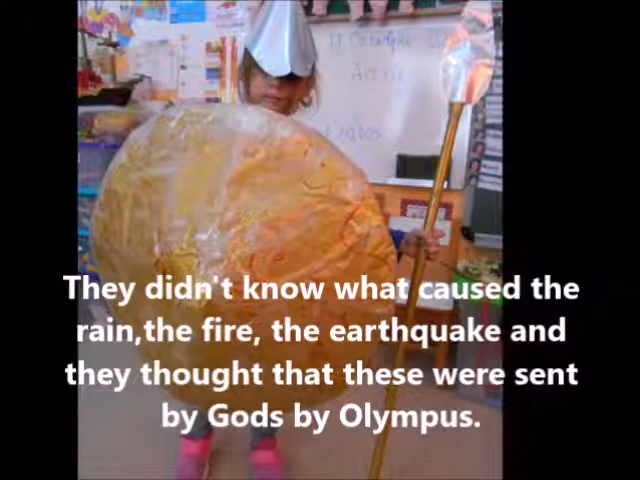 They didn't know what caused the
rain,the fire, the earthquake and
they thought that these were sent
by Gods by Olympus.